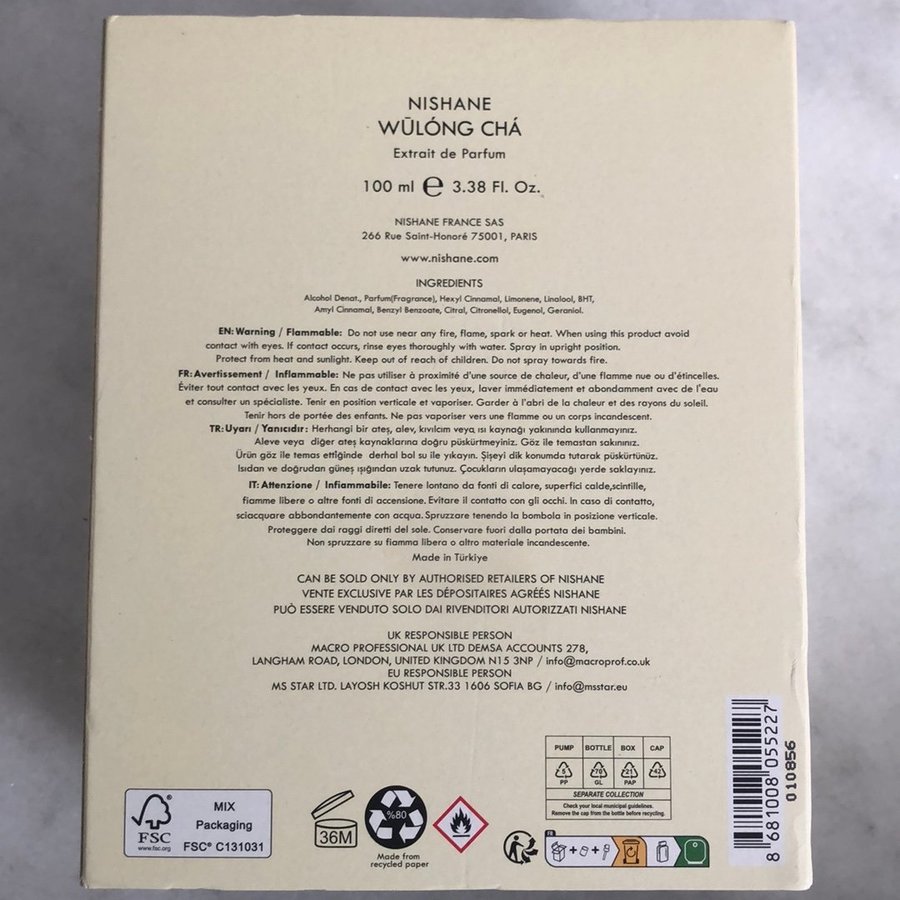 NISHANE
WŪLÓNG CHÁ
Extrait de Parfum
100 ml ℮ 3.38 Fl. Oz.
NISHANE FRANCE SAS
266 Rue Saint-Honoré 75001, PARIS
www.nishane.com
INGREDIENTS
Alcohol Denat., Parfum(Fragrance), Hexyl Cinnamal, Limonene, Linalool, BHT,
Amyl Cinnamal, Benzyl Benzoate, Citral, Citronellol, Eugenol, Geraniol.
EN: Warning / Flammable: Do not use near any fire, flame, spark or heat. When using this product avoid
contact with eyes. If contact occurs, rinse eyes thoroughly with water. Spray in upright position.
Protect from heat and sunlight. Keep out of reach of children. Do not spray towards fire.
FR: Avertissement / Inflammable: Ne pas utiliser à proximité d'une source de chaleur, d'une flamme nue ou d'étincelles.
Éviter tout contact avec les yeux. En cas de contact avec les yeux, laver immédiatement et abondamment avec de l'eau
et consulter un spécialiste. Tenir en position verticale et vaporiser. Garder à l'abri de la chaleur et des rayons du soleil.
Tenir hors de portée des enfants. Ne pas vaporiser vers une flamme ou un corps incandescent.
TR: Uyarı / Yanıcıdır: Herhangi bir ateş, alev, kıvılcım veya ısı kaynağı yakınında kullanmayınız.
Aleve veya diğer ateş kaynaklarına doğru püskürtmeyiniz. Göz ile temastan sakınınız.
Ürün göz ile temas ettiğinde derhal bol su ile yıkayın. Şişeyi dik konumda tutarak püskürtünüz.
Isıdan ve doğrudan güneş ışığından uzak tutunuz. Çocukların ulaşamayacağı yerde saklayınız.
IT: Attenzione / Infiammabile: Tenere lontano da fonti di calore, superfici calde,scintille,
fiamme libere o altre fonti di accensione. Evitare il contatto con gli occhi. In caso di contatto,
sciacquare abbondantemente con acqua. Spruzzare tenendo la bombola in posizione verticale.
Proteggere dai raggi diretti del sole. Conservare fuori dalla portata dei bambini.
Non spruzzare su fiamma libera o altro materiale incandescente.
Made in Türkiye
CAN BE SOLD ONLY BY AUTHORISED RETAILERS OF NISHANE
VENTE EXCLUSIVE PAR LES DÉPOSITAIRES AGRÉÉS NISHANE
PUÒ ESSERE VENDUTO SOLO DAI RIVENDITORI AUTORIZZATI NISHANE
UK RESPONSIBLE PERSON
MACRO PROFESSIONAL UK LTD DEMSA ACCOUNTS 278,
LANGHAM ROAD, LONDON, UNITED KINGDOM N15 3NP / info@macroprof.co.uk
EU RESPONSIBLE PERSON
MS STAR LTD. LAYOSH KOSHUT STR.33 1606 SOFIA BG / info@msstar.eu
PUMP BOTTLE BOX CAP
5 70 21 42
PP GL PAP
SEPARATE COLLECTION
Check your local municipal guidelines.
Remove the cap from the bottle before recycling.
FSC
www.fsc.org
MIX
Packaging
FSC® C131031
36M
%80
Made from
recycled paper
FR
8 681008 055227
010856